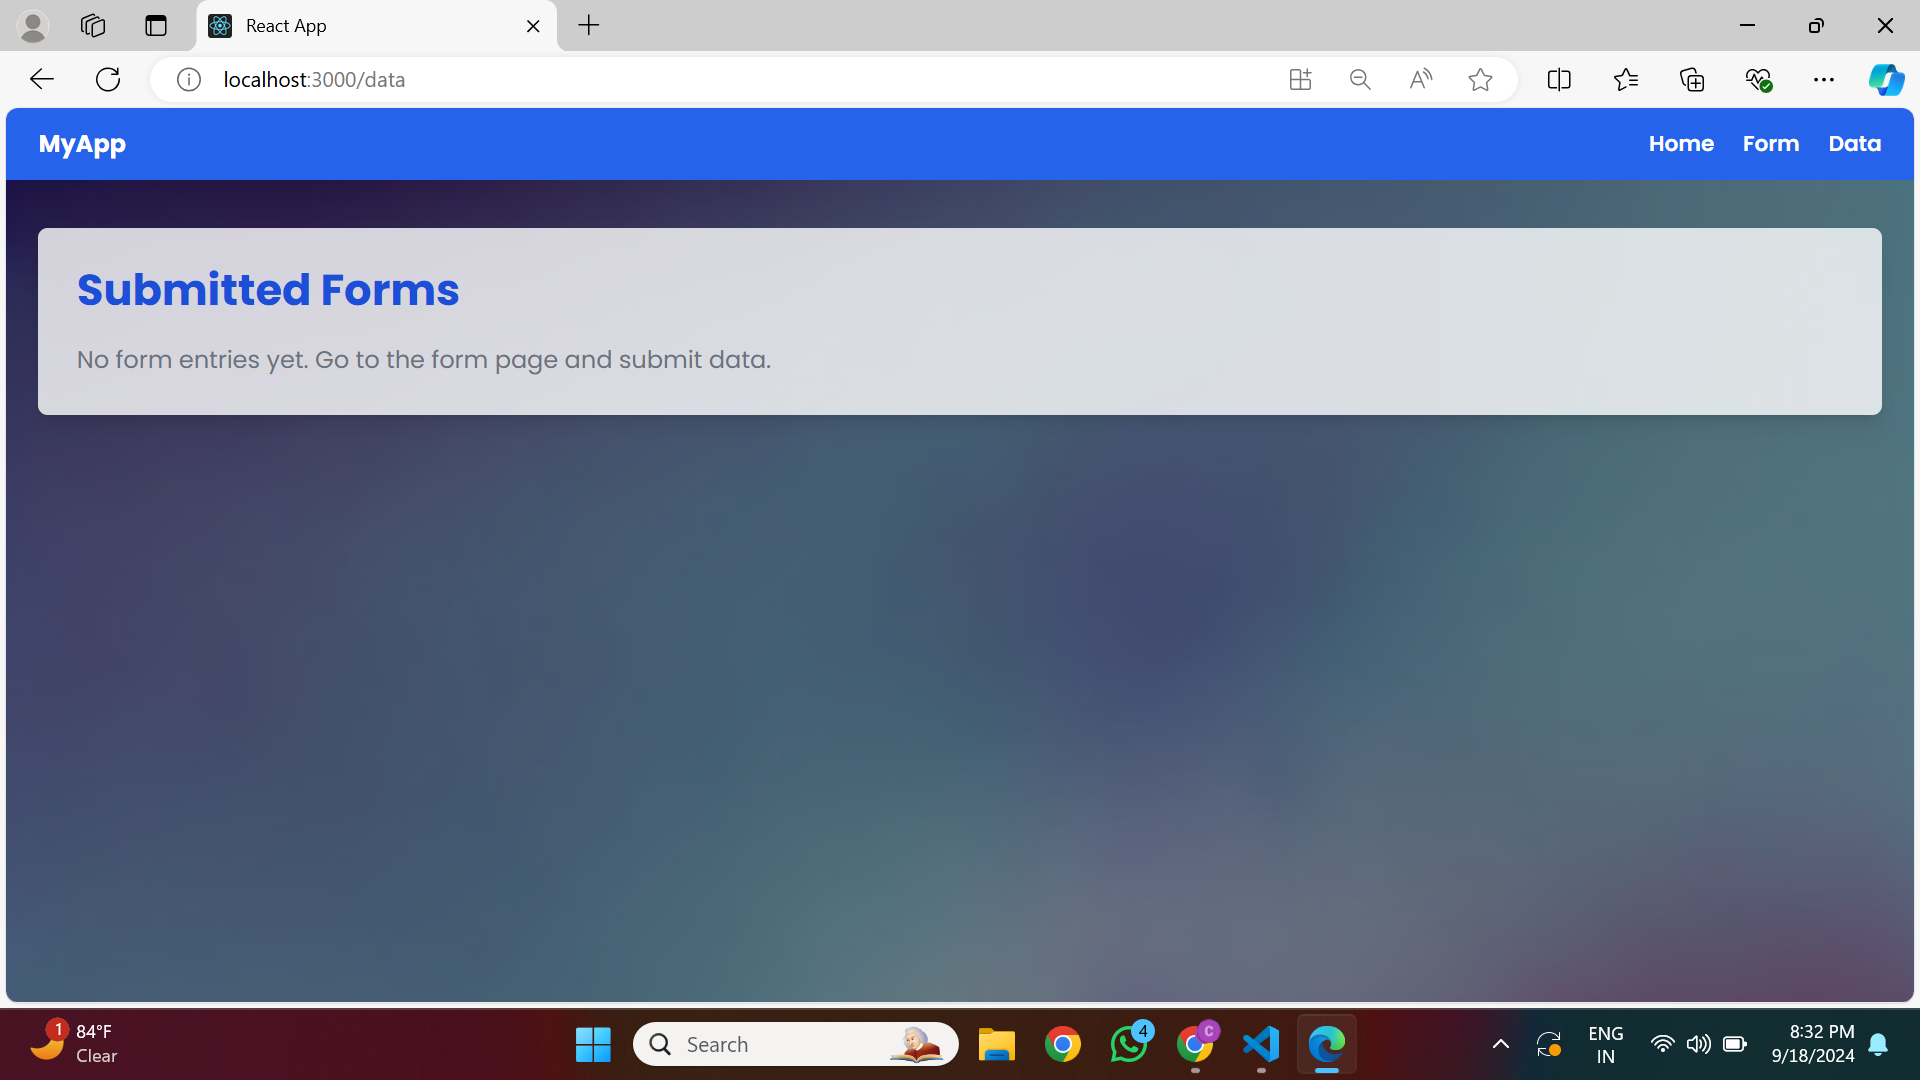 React App
localhost:3000/data
MyApp
Home Form Data
Submitted Forms
No form entries yet. Go to the form page and submit data.
1
84°F
Clear
Search
4
C
ENG
IN
8:32 PM
9/18/2024